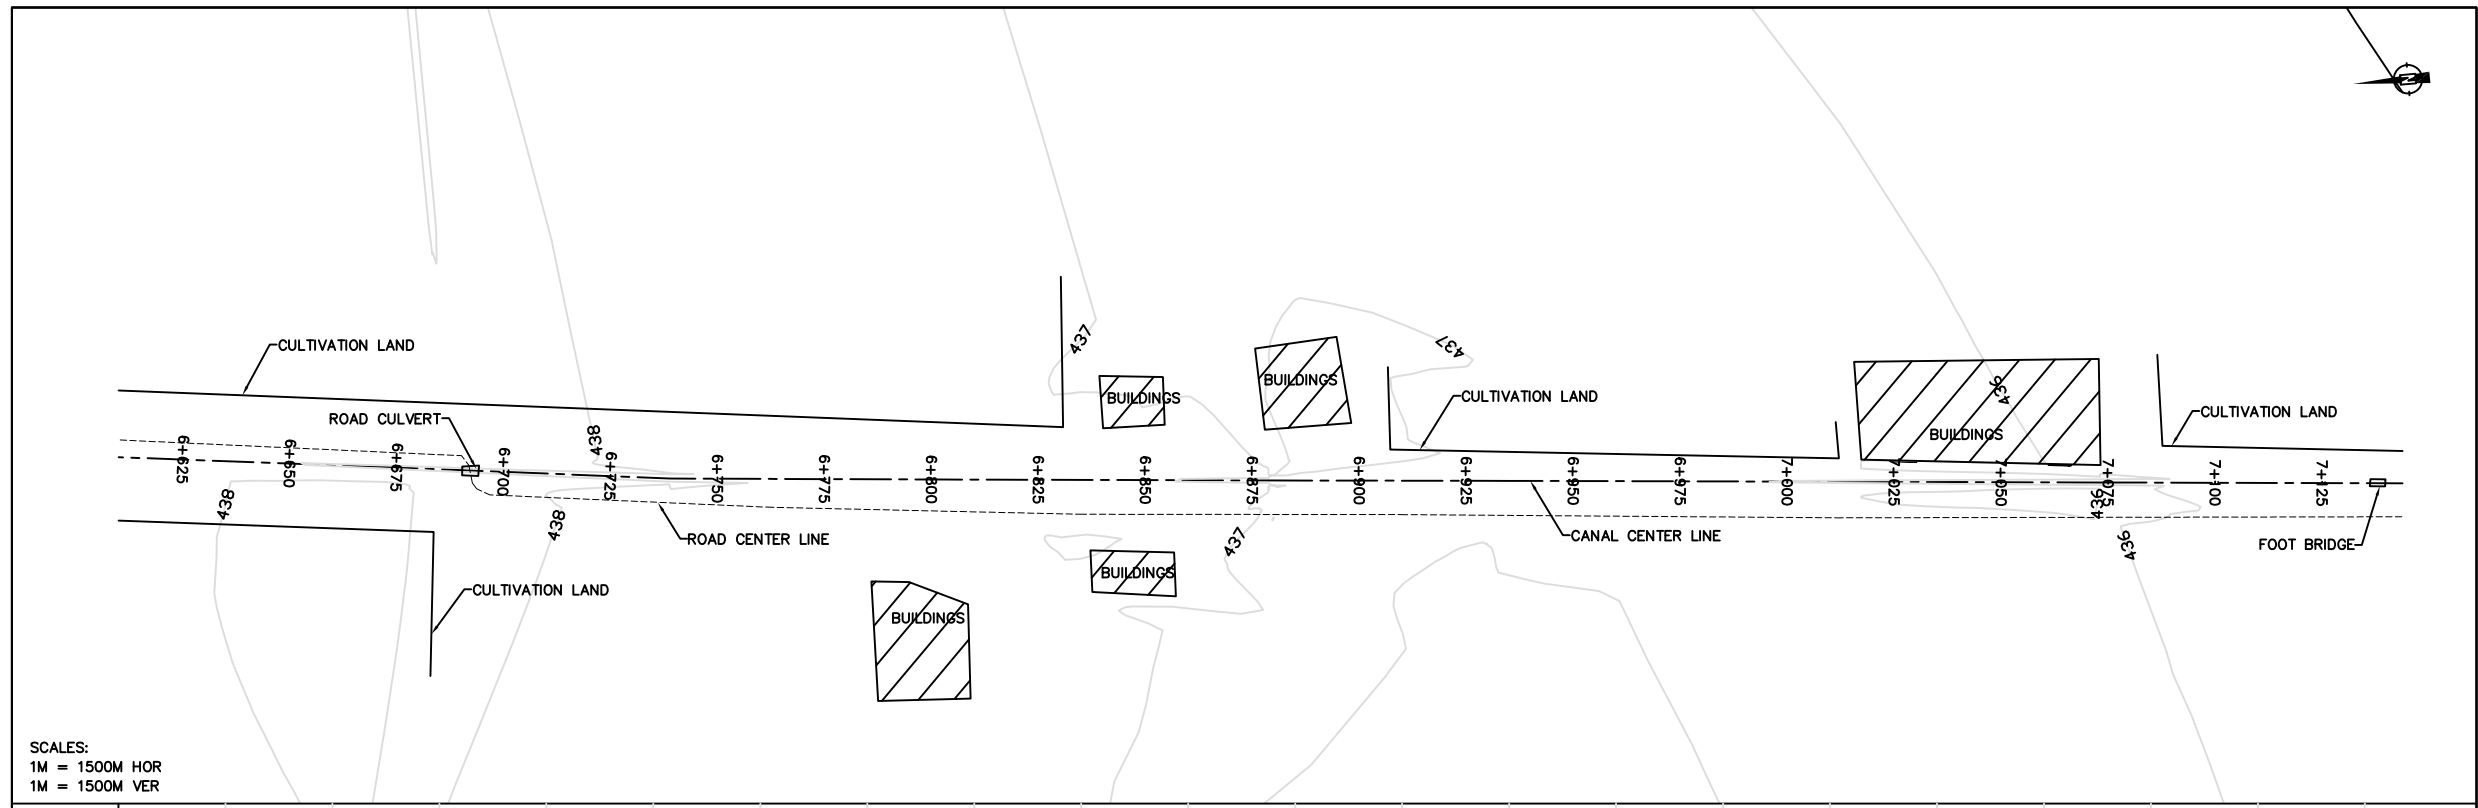 CULTIVATION LAND
ROAD CULVERT
437
437
BUILDINGS
BUILDINGS
CULTIVATION LAND
436
BUILDINGS
CULTIVATION LAND
438
6+625
6+650
6+675
6+700
6+725
6+750
6+775
6+800
6+825
6+850
6+875
6+900
6+925
6+950
6+975
7+000
7+025
7+050
7+075
7+100
7+125
438
438
436
ROAD CENTER LINE
437
CANAL CENTER LINE
436
FOOT BRIDGE
BUILDINGS
CULTIVATION LAND
BUILDINGS
SCALES:
1M = 1500M HOR
1M = 1500M VER